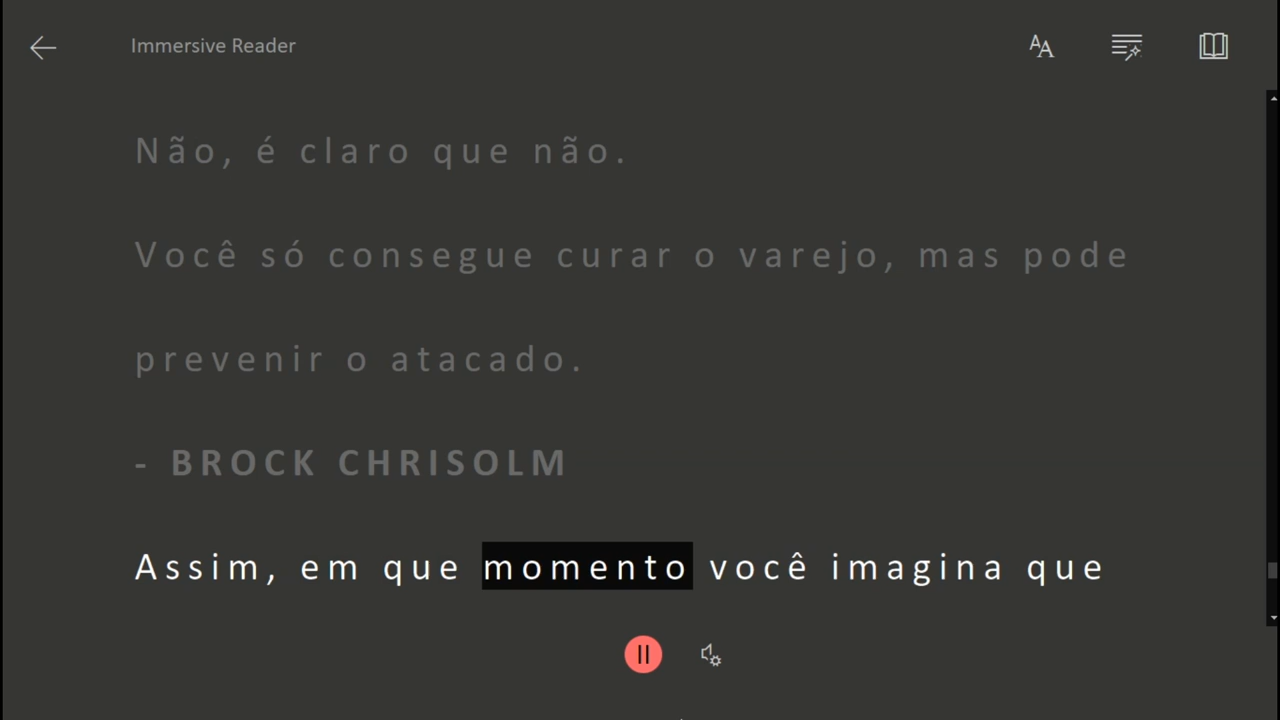 Immersive Reader
Não, é claro que não.
Você só consegue curar o varejo, mas pode
prevenir o atacado.
- BROCK CHRISOLM
Assim, em que momento você imagina que